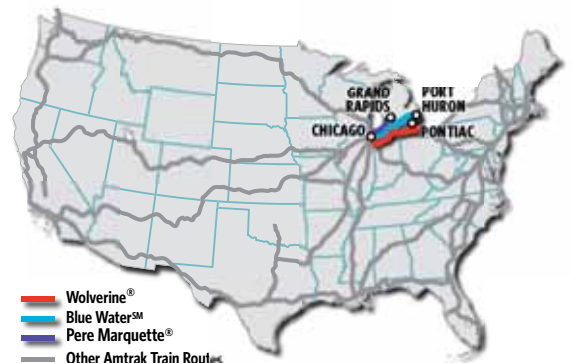 GRAND
RAPIDS
PORT
HURON
CHICAGO
PONTIAC
Wolverine®
Blue Water℠
Pere Marquette®
Other Amtrak Train Routes